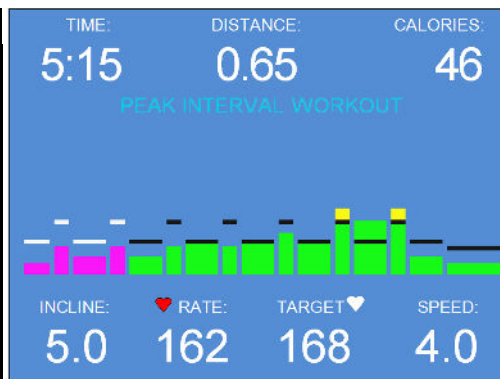 TIME: DISTANCE: CALORIES:
5:15 0.65 46
PEAK INTERVAL WORKOUT
INCLINE: RATE: TARGET SPEED:
5.0 162 168 4.0